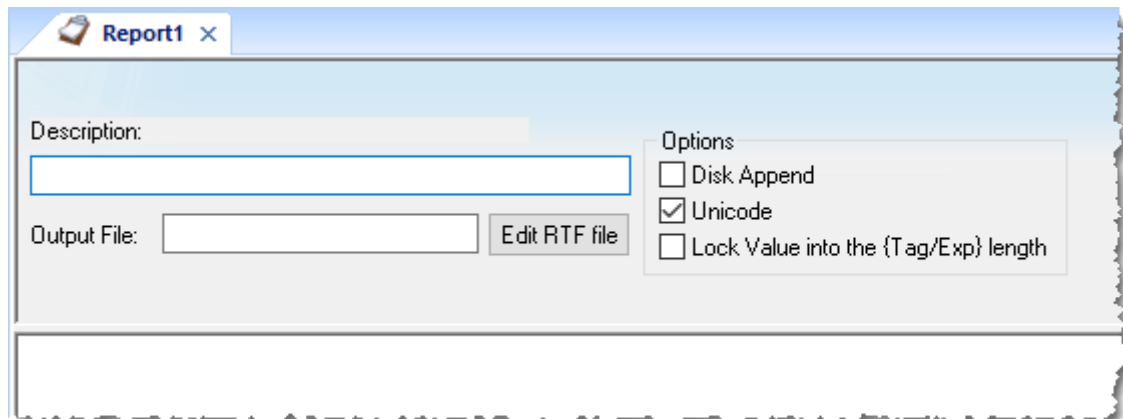 Report1
Description:
Options
Disk Append
Unicode
Output File:
Edit RTF file
Lock Value into the {Tag/Exp} length